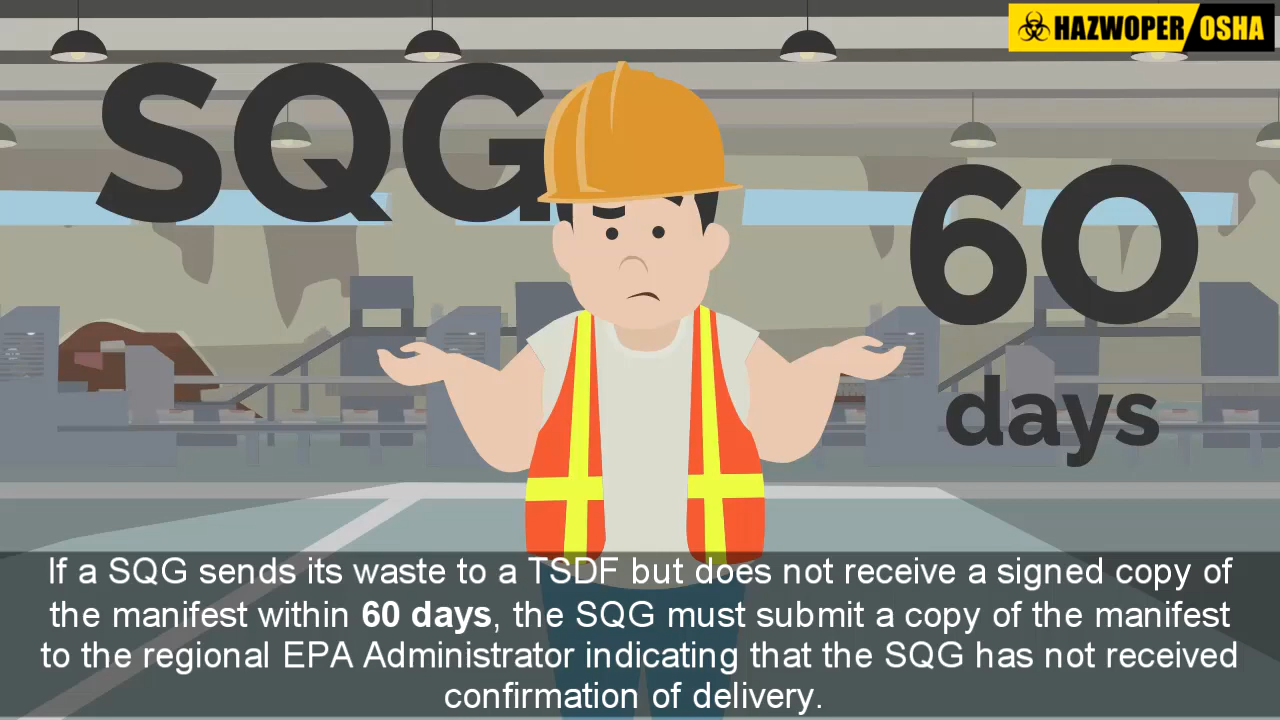 HAZWOPER OSHA
SQG
60
days
If a SQG sends its waste to a TSDF but does not receive a signed copy of
the manifest within 60 days, the SQG must submit a copy of the manifest
to the regional EPA Administrator indicating that the SQG has not received
confirmation of delivery.